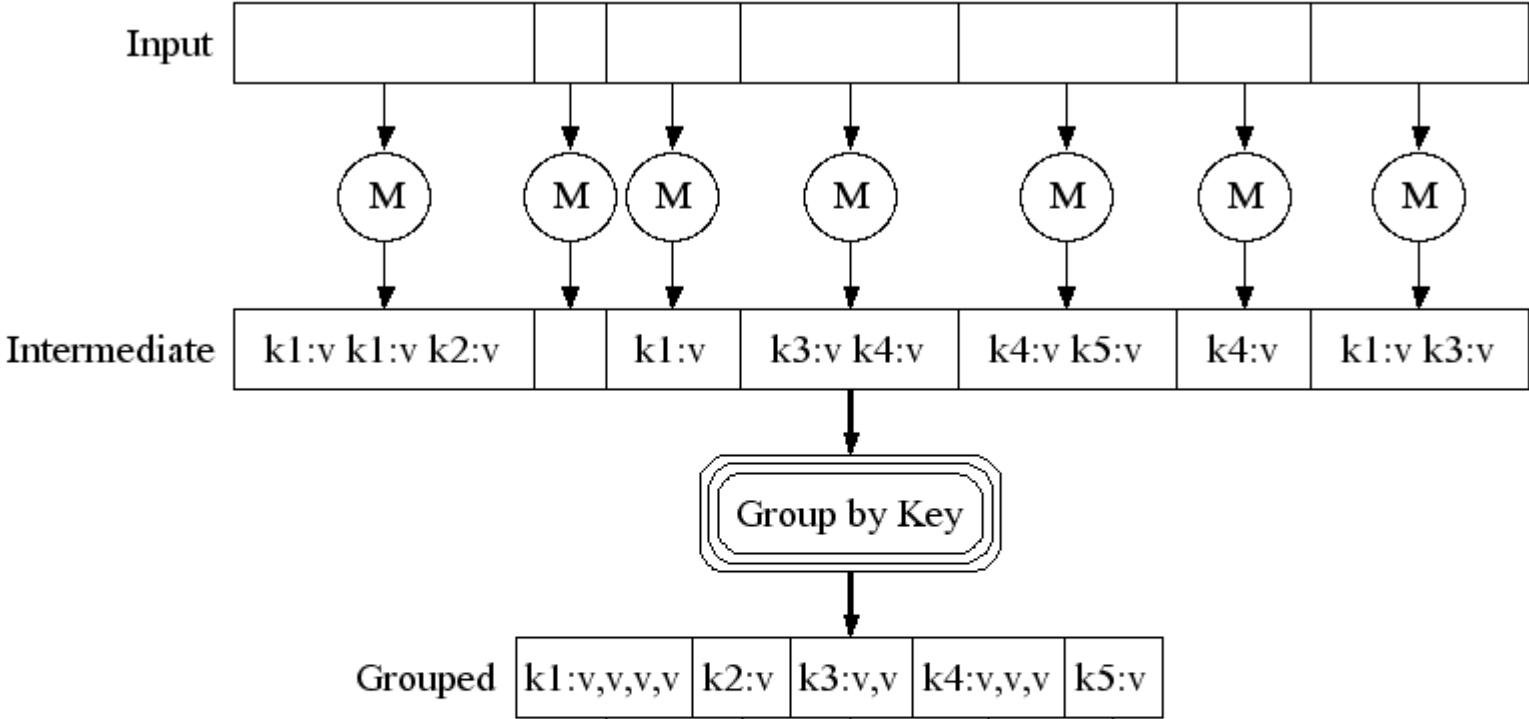 Input
M M M M M M M
Intermediate k1:v k1:v k2:v k1:v k3:v k4:v k4:v k5:v k4:v k1:v k3:v
Group by Key
Grouped k1:v,v,v,v k2:v k3:v,v k4:v,v,v k5:v